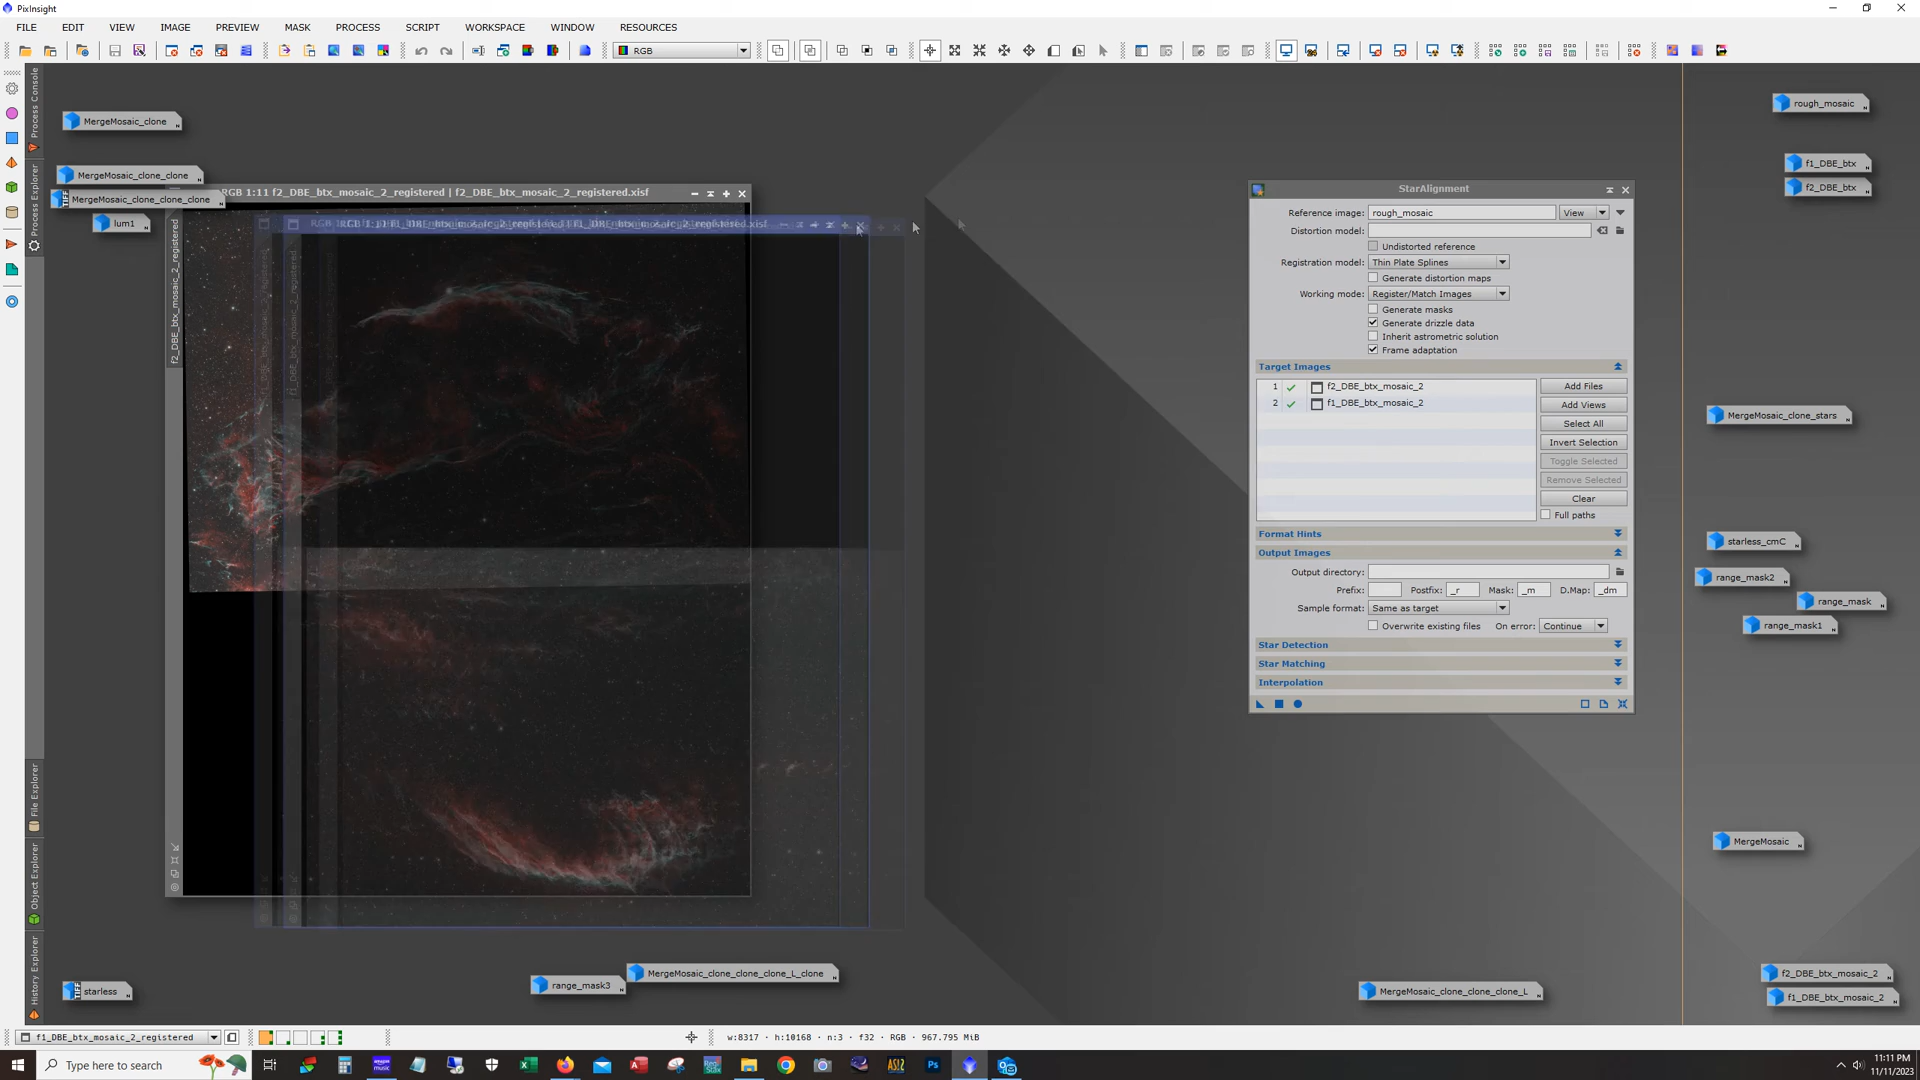 PixInsight
FILE EDIT VIEW IMAGE PREVIEW MASK PROCESS SCRIPT WORKSPACE WINDOW RESOURCES
RGB
Process Console
Process Explorer
File Explorer
Object Explorer
History Explorer
MergeMosaic_clone
MergeMosaic_clone_clone
MergeMosaic_clone_clone_clone
lum1
RGB 1:11 f2_DBE_btx_mosaic_2_registered | f2_DBE_btx_mosaic_2_registered.xisf
f2_DBE_btx_mosaic_2_registered
StarAlignment
Reference image: rough_mosaic View
Distortion model:
Undistorted reference
Registration model: Thin Plate Splines
Generate distortion maps
Working mode: Register/Match Images
Generate masks
Generate drizzle data
Inherit astrometric solution
Frame adaptation
Target Images
1 f2_DBE_btx_mosaic_2
2 f1_DBE_btx_mosaic_2
Add Files
Add Views
Select All
Invert Selection
Toggle Selected
Remove Selected
Clear
Full paths
Format Hints
Output Images
Output directory:
Prefix: Postfix: _r Mask: _m D.Map: _dm
Sample format: Same as target
Overwrite existing files On error: Continue
Star Detection
Star Matching
Interpolation
rough_mosaic
f1_DBE_btx
f2_DBE_btx
MergeMosaic_clone_stars
starless_cmC
range_mask2
range_mask
range_mask1
MergeMosaic
f2_DBE_btx_mosaic_2
f1_DBE_btx_mosaic_2
MergeMosaic_clone_clone_clone_L
MergeMosaic_clone_clone_clone_L_clone
range_mask3
starless
f1_DBE_btx_mosaic_2_registered
w:8317 · h:10168 · n:3 · f32 · RGB · 967.795 MiB
Type here to search
11:11 PM
11/11/2023